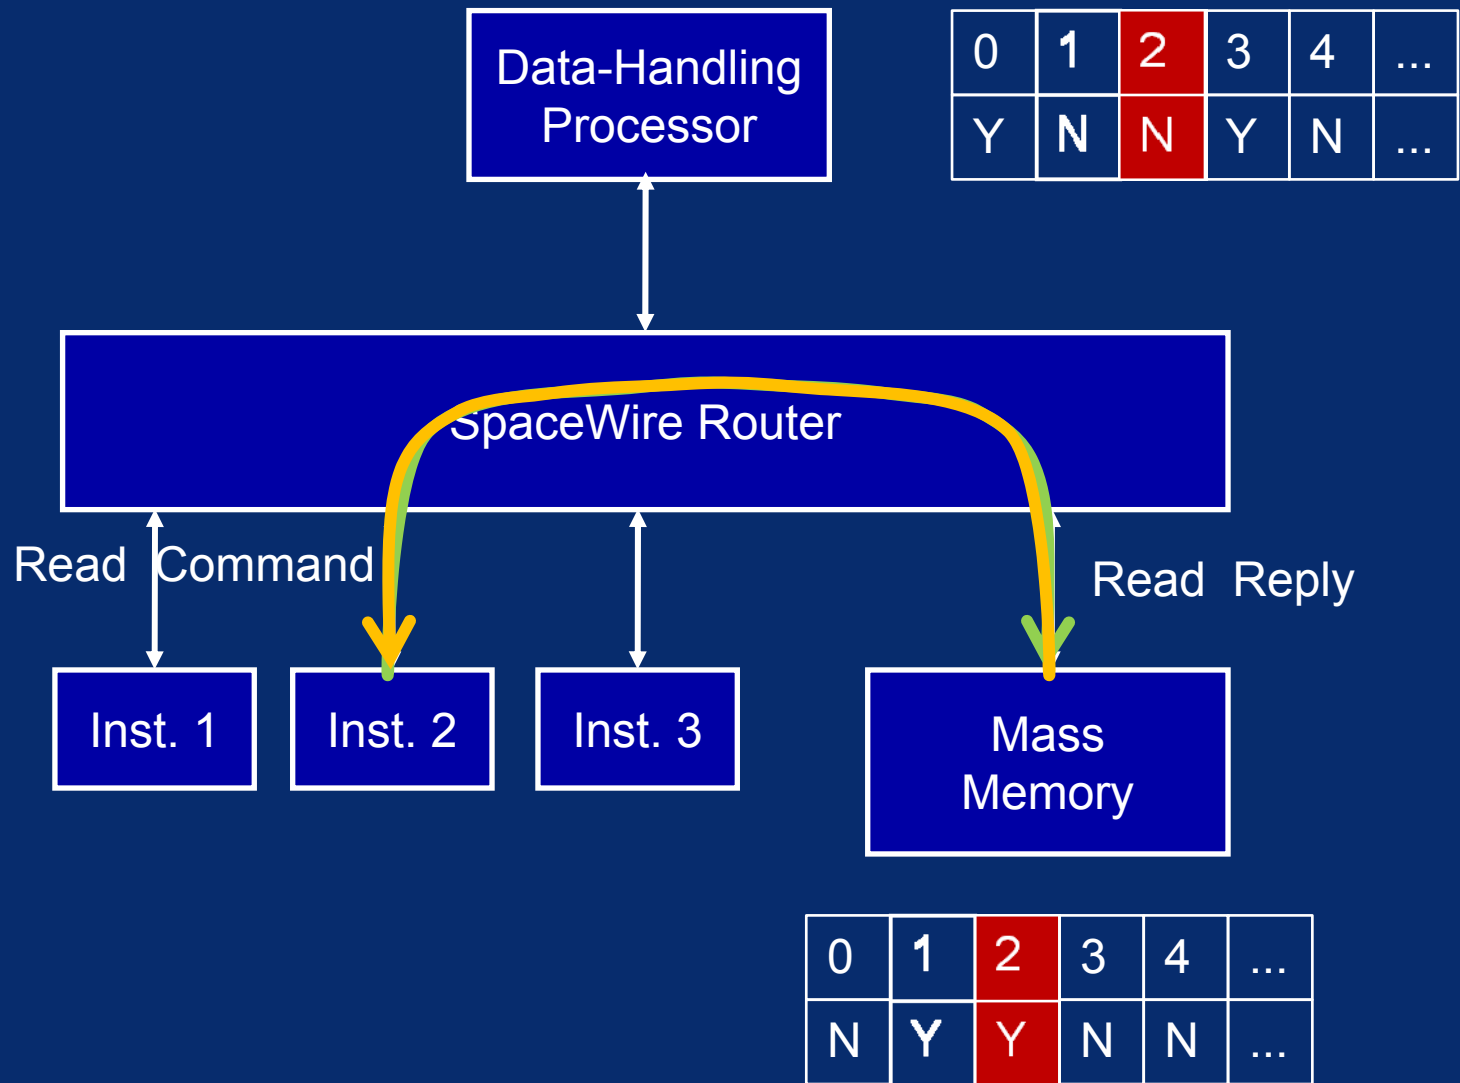 Data-Handling
Processor
0 1 2 3 4 ...
Y N N Y N ...
SpaceWire Router
Read Command
Read Reply
Inst. 1
Inst. 2
Inst. 3
Mass
Memory
0 1 2 3 4 ...
N Y Y N N ...